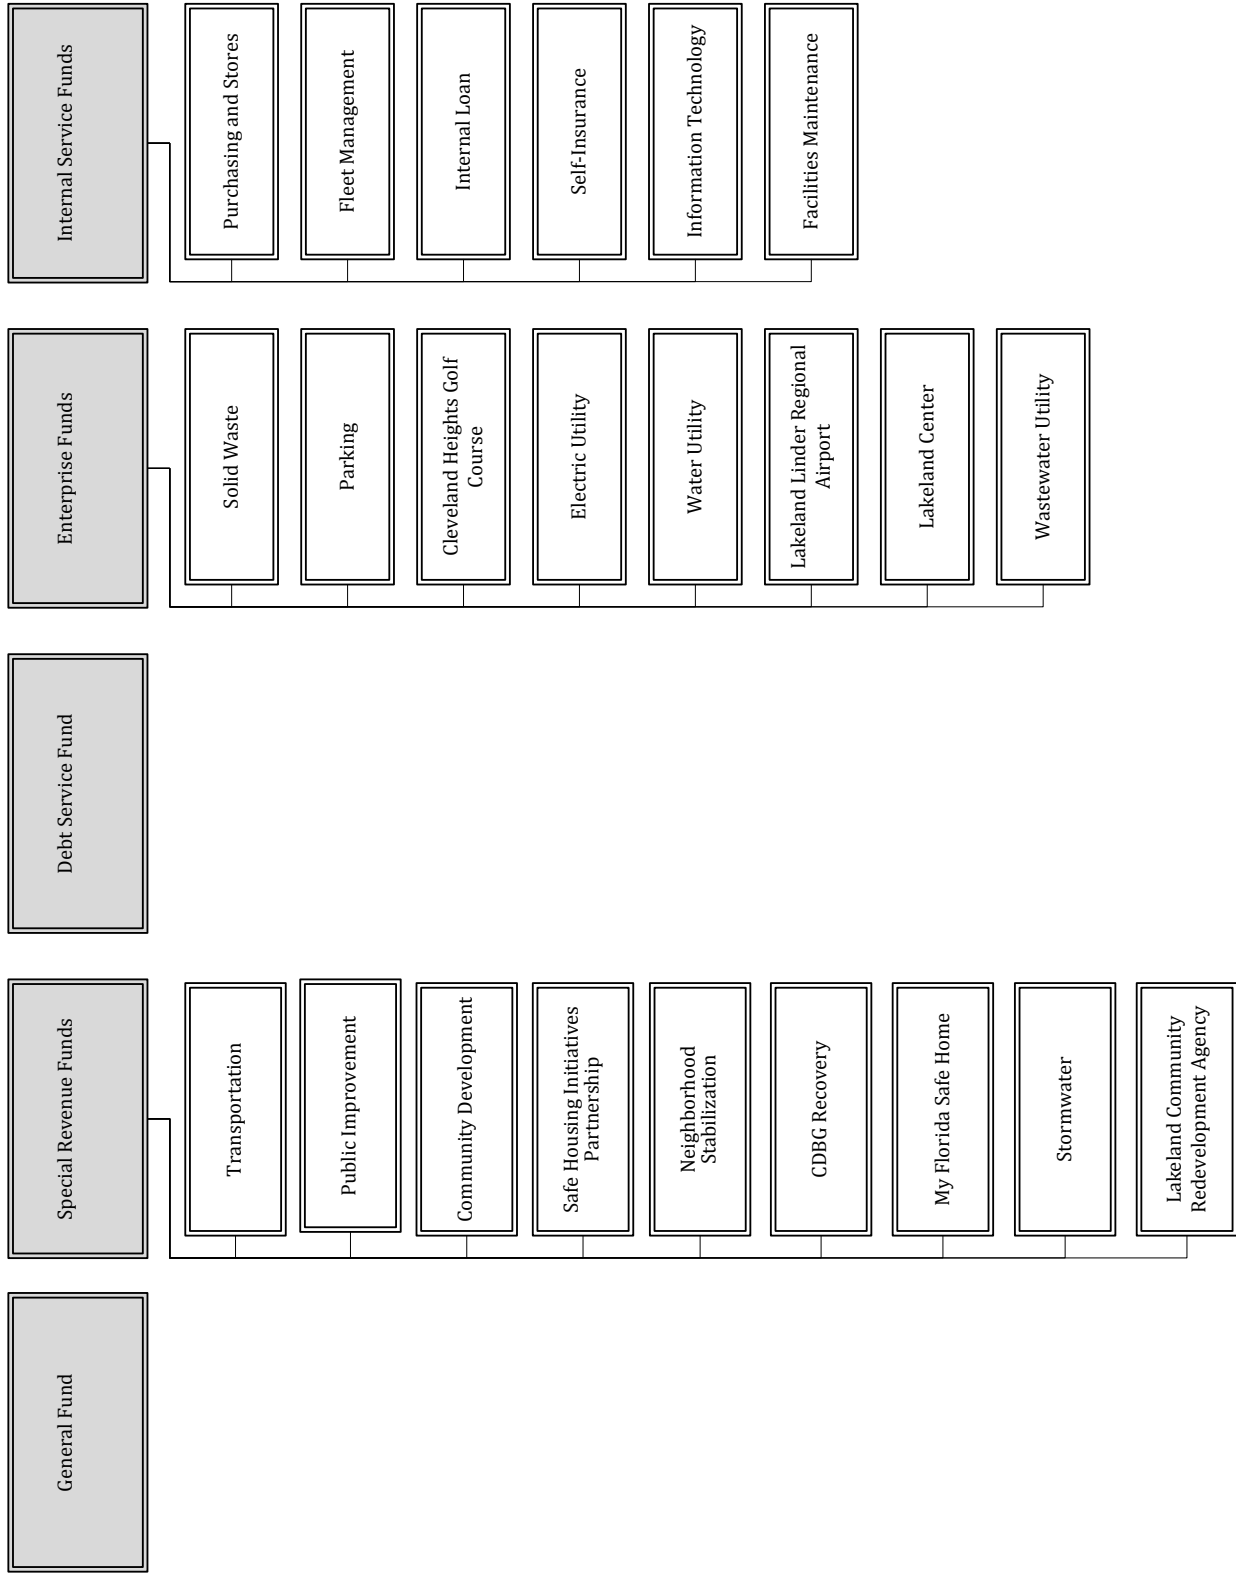 General Fund
Special Revenue Funds
Transportation
Public Improvement
Community Development
Safe Housing Initiatives
Partnership
Neighborhood
Stabilization
CDBG Recovery
My Florida Safe Home
Stormwater
Lakeland Community
Redevelopment Agency
Debt Service Fund
Enterprise Funds
Solid Waste
Parking
Cleveland Heights Golf
Course
Electric Utility
Water Utility
Lakeland Linder Regional
Airport
Lakeland Center
Wastewater Utility
Internal Service Funds
Purchasing and Stores
Fleet Management
Internal Loan
Self-Insurance
Information Technology
Facilities Maintenance